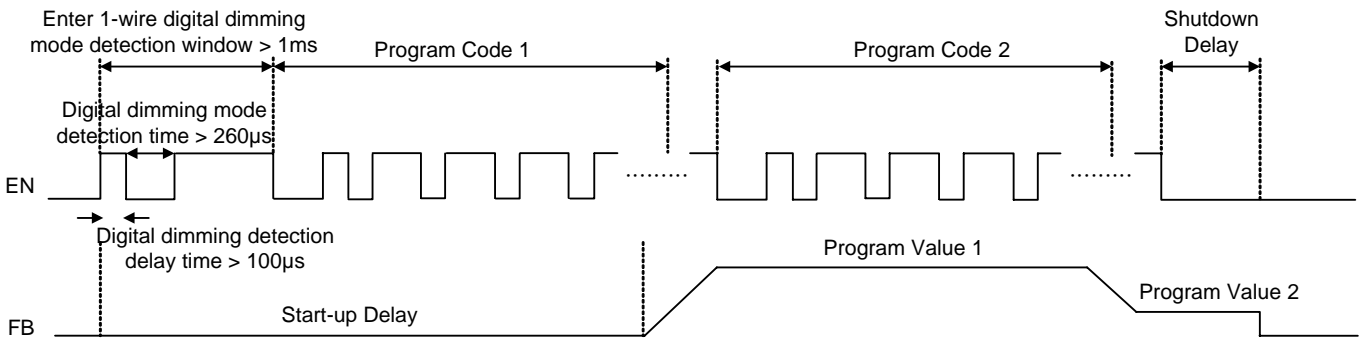 Enter 1-wire digital dimming
mode detection window > 1ms
Program Code 1
Program Code 2
Shutdown
Delay
Digital dimming mode
detection time > 260µs
EN
.........
.........
Digital dimming detection
delay time > 100µs
Program Value 1
Program Value 2
Start-up Delay
FB